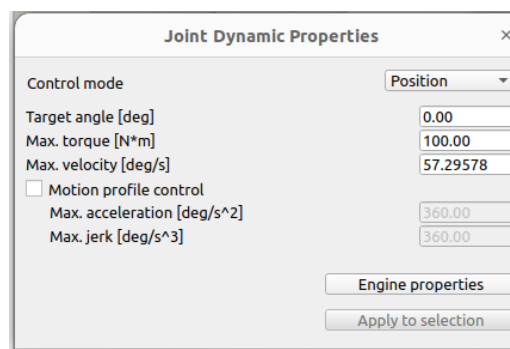 Joint Dynamic Properties ×
Control mode Position
Target angle [deg] 0.00
Max. torque [N*m] 100.00
Max. velocity [deg/s] 57.29578
Motion profile control
Max. acceleration [deg/s^2] 360.00
Max. jerk [deg/s^3] 360.00
Engine properties
Apply to selection